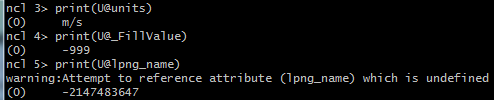 ncl 3> print(U@units)
(0)     m/s
ncl 4> print(U@_FillValue)
(0)     -999
ncl 5> print(U@lpng_name)
warning:Attempt to reference attribute (lpng_name) which is undefined
(0)     -2147483647